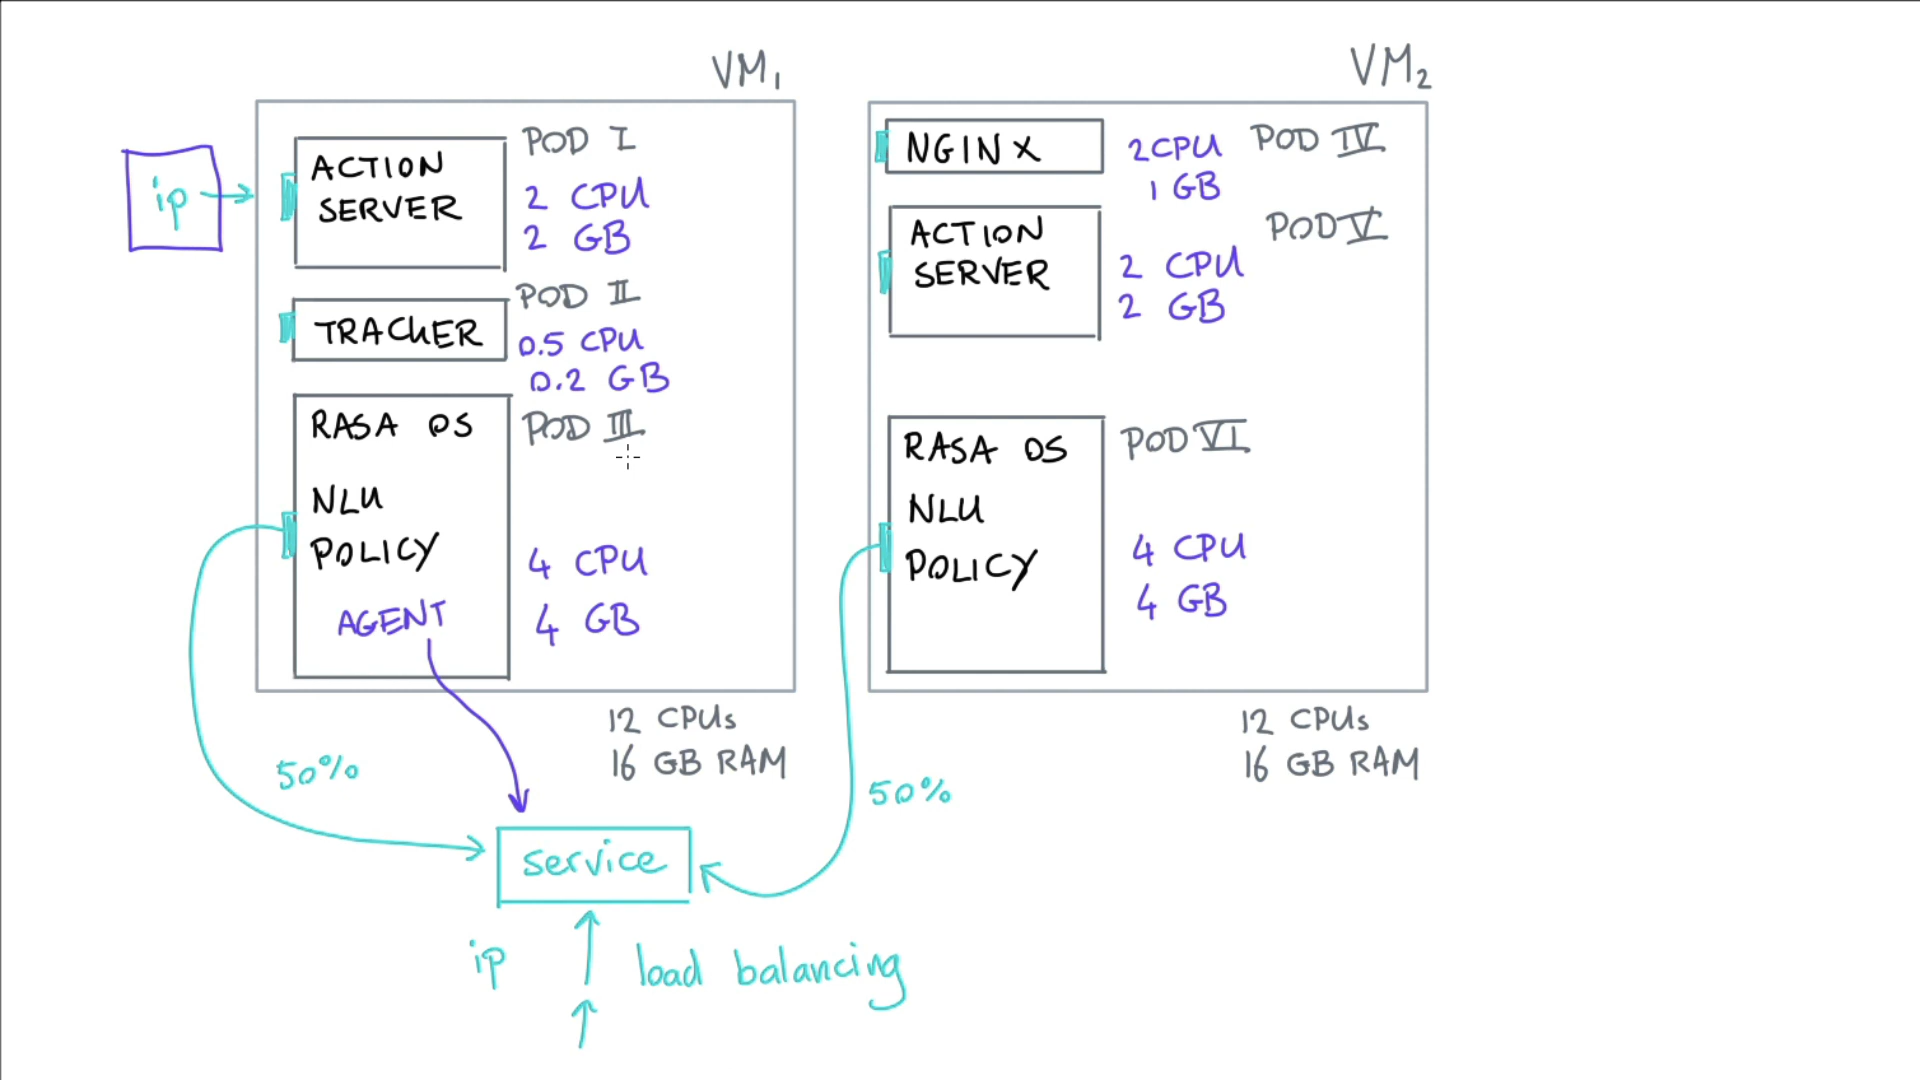 VM1
ip
ACTION
SERVER
POD I
2 CPU
2 GB
TRACKER
POD II
0.5 CPU
0.2 GB
RASA OS
NLU
POLICY
AGENT
POD III
4 CPU
4 GB
12 CPUs
16 GB RAM
VM2
NGINX
2CPU
1 GB
POD IV
ACTION
SERVER
POD V
2 CPU
2 GB
RASA OS
NLU
POLICY
POD VI
4 CPU
4 GB
12 CPUs
16 GB RAM
50%
50%
service
ip
load balancing